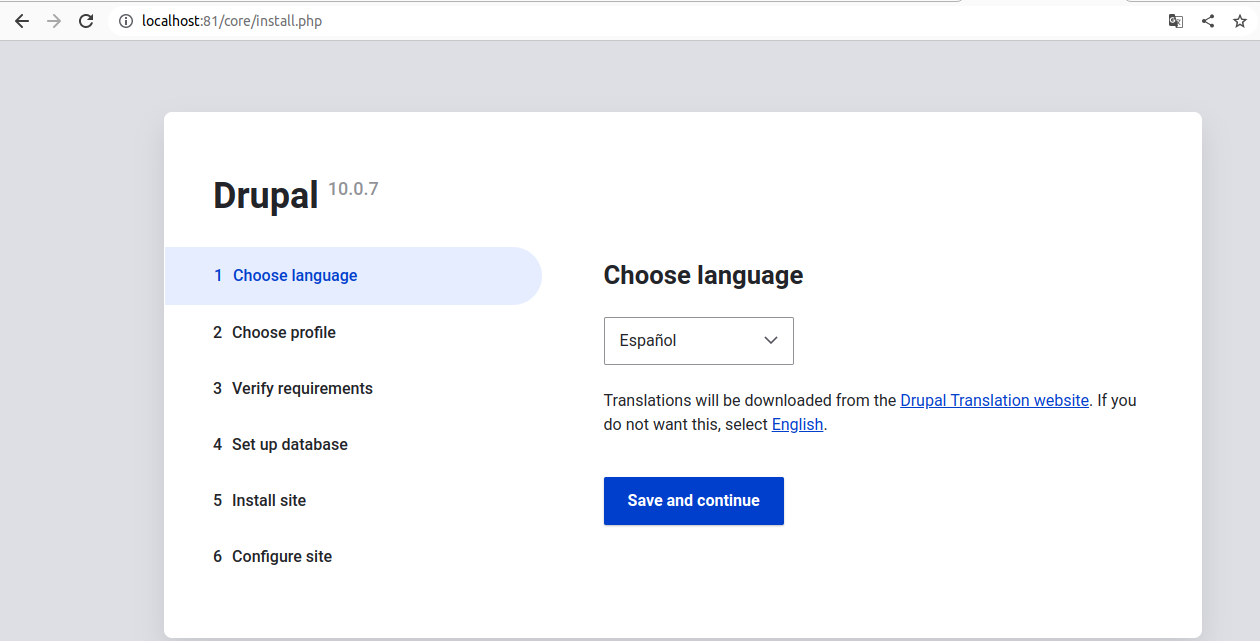 localhost:81/core/install.php
Drupal 10.0.7
1 Choose language
2 Choose profile
3 Verify requirements
4 Set up database
5 Install site
6 Configure site
Choose language
Español
Translations will be downloaded from the Drupal Translation website. If you
do not want this, select English.
Save and continue